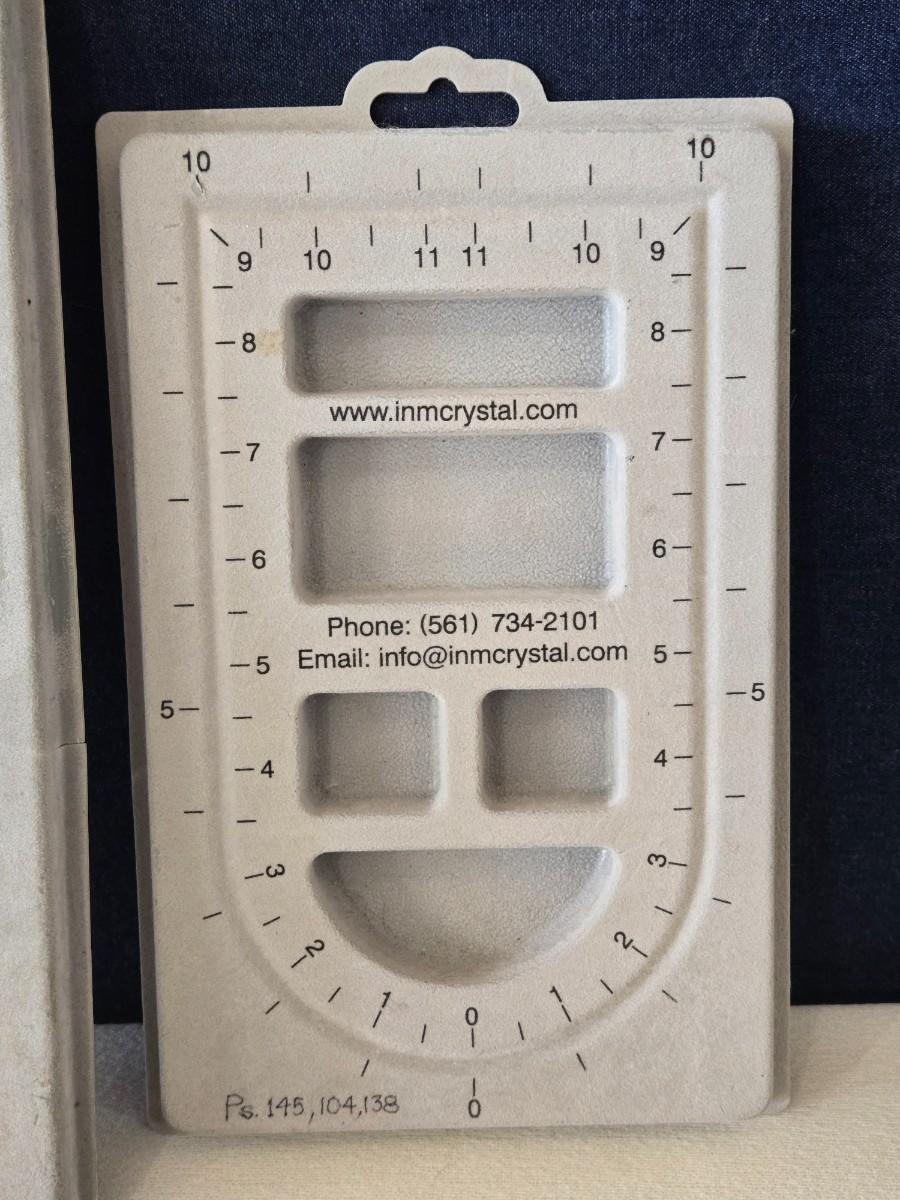 10 10
9 10 11 11 10 9
8 8
www.inmcrystal.com
7 7
6 6
Phone: (561) 734-2101
Email: info@inmcrystal.com
5 5
5 5
4 4
3 3
2 2
1 0 1
Ps. 145, 104, 138
0